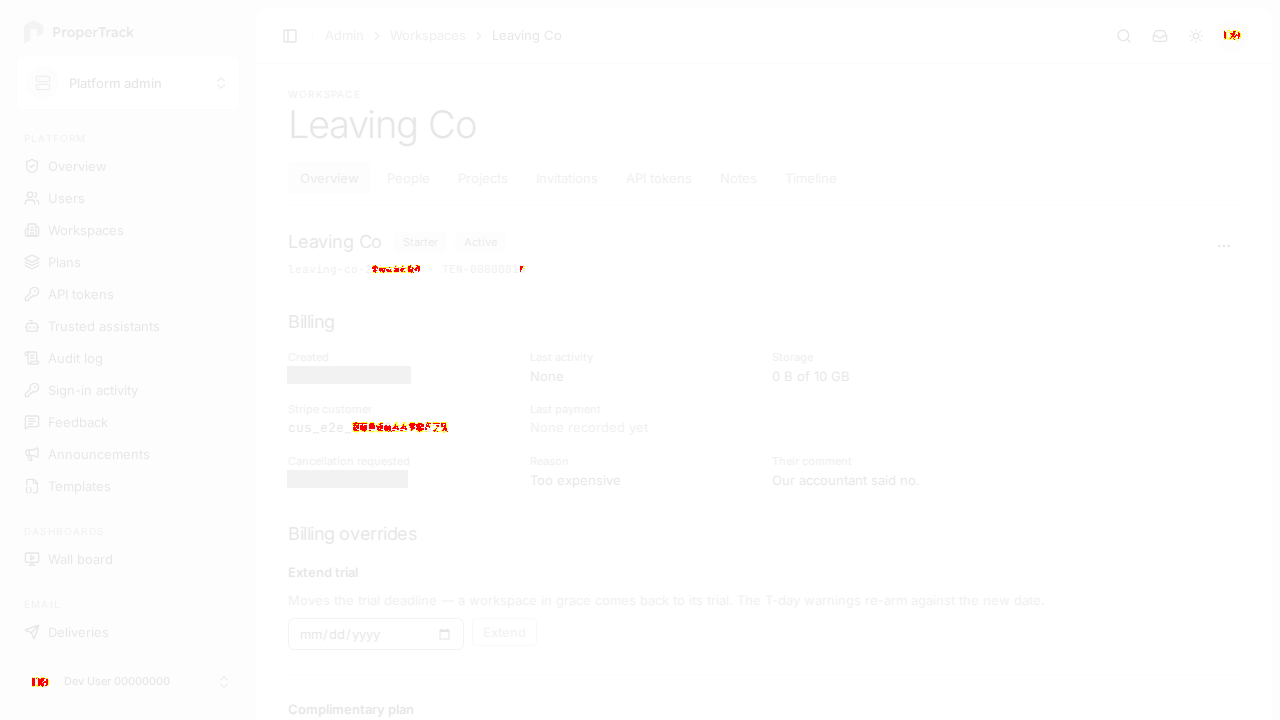 ProperTrack
Admin > Workspaces > Leaving Co
Platform admin
PLATFORM
Overview
Users
Workspaces
Plans
API tokens
Trusted assistants
Audit log
Sign-in activity
Feedback
Announcements
Templates
DASHBOARDS
Wall board
EMAIL
Deliveries
Dev User 00000000
WORKSPACE
Leaving Co
Overview People Projects Invitations API tokens Notes Timeline
Leaving Co Starter Active
leaving-co- · TEN-000000
Billing
Created Last activity Storage
None 0 B of 10 GB
Stripe customer Last payment
cus_e2e_ None recorded yet
Cancellation requested Reason Their comment
Too expensive Our accountant said no.
Billing overrides
Extend trial
Moves the trial deadline — a workspace in grace comes back to its trial. The T-day warnings re-arm against the new date.
mm/dd/yyyy Extend
Complimentary plan